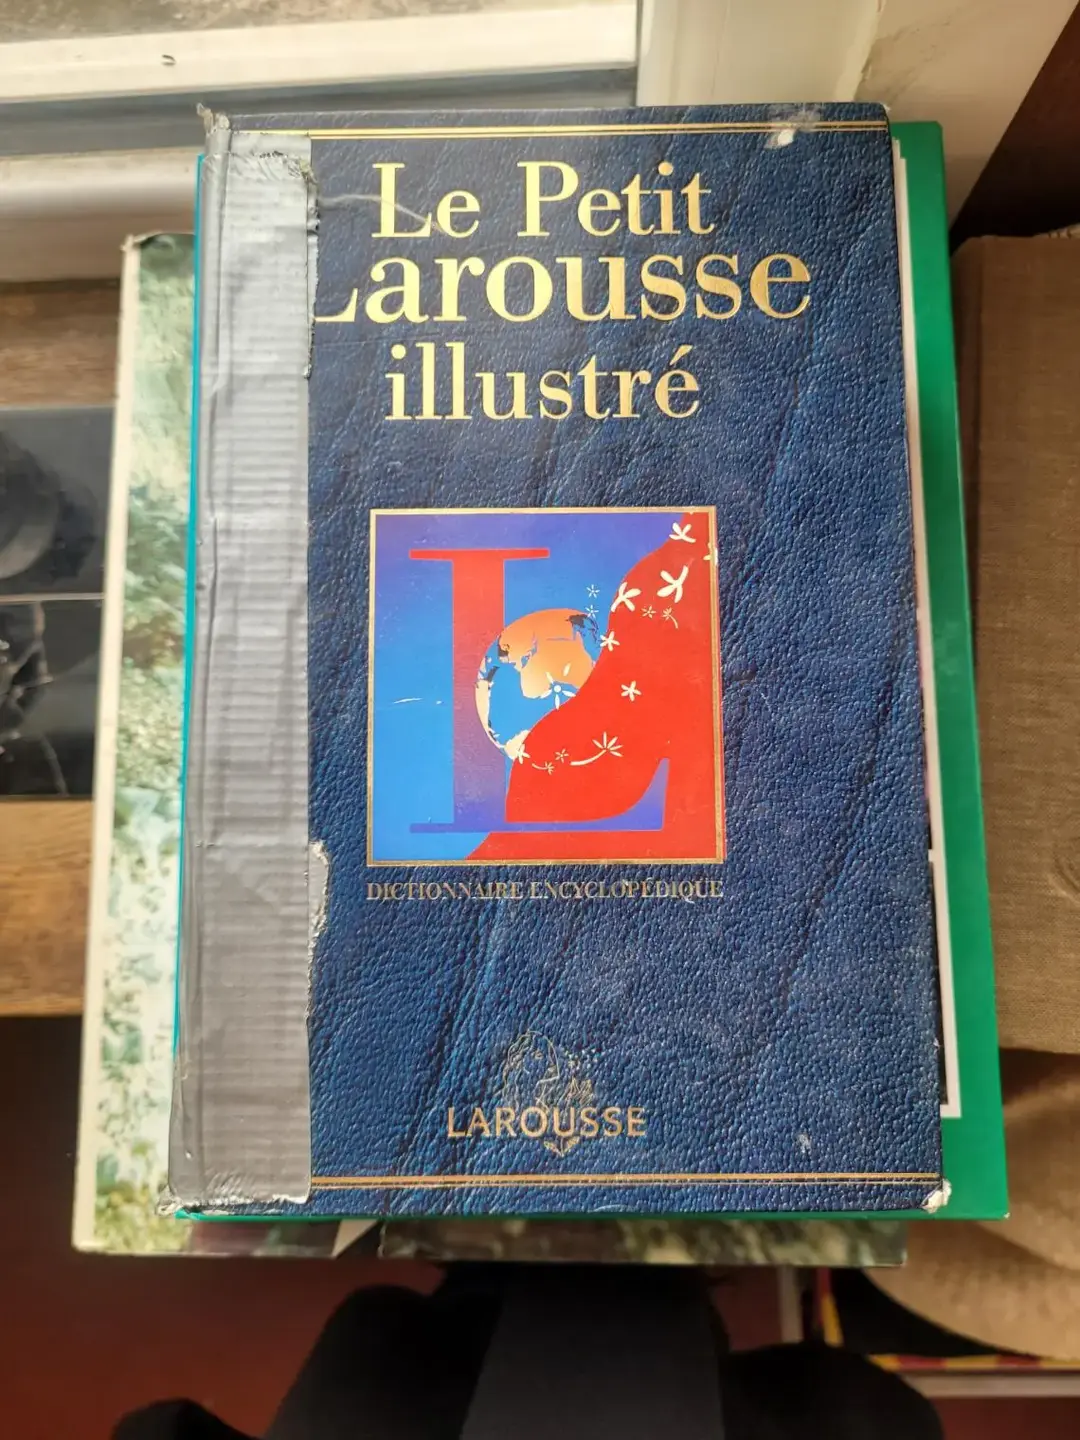 Le Petit
Larousse
illustré
L
DICTIONNAIRE ENCYCLOPÉDIQUE
LAROUSSE